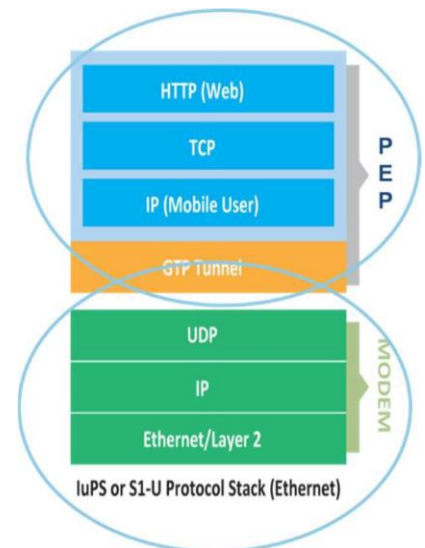 HTTP (Web)
TCP
IP (Mobile User)
PEP
GTP Tunnel
UDP
IP
Ethernet/Layer 2
MODEM
IuPS or S1-U Protocol Stack (Ethernet)